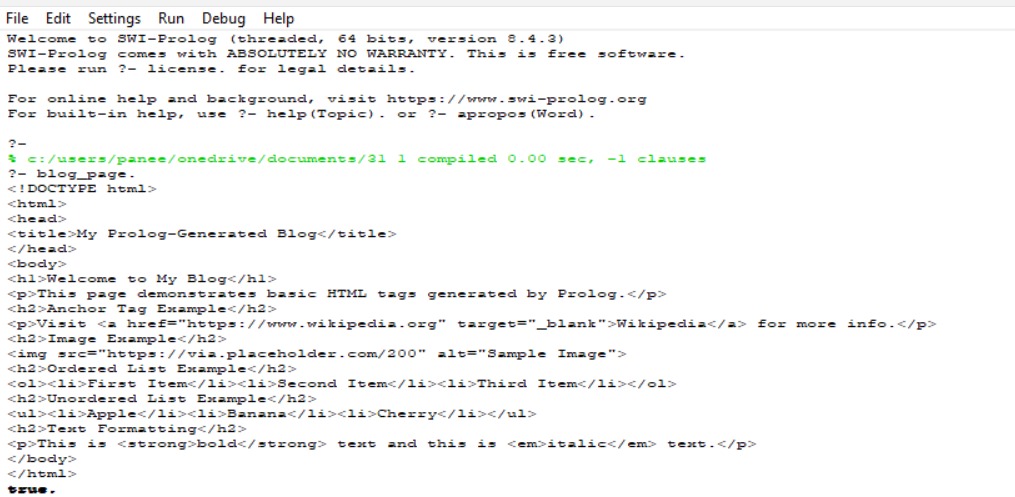 File Edit Settings Run Debug Help
Welcome to SWI-Prolog (threaded, 64 bits, version 8.4.3)
SWI-Prolog comes with ABSOLUTELY NO WARRANTY. This is free software.
Please run ?- license. for legal details.
For online help and background, visit https://www.swi-prolog.org
For built-in help, use ?- help(Topic). or ?- apropos(Word).
?-
% c:/users/panee/onedrive/documents/31 1 compiled 0.00 sec, -1 clauses
?- blog_page.
<!DOCTYPE html>
<html>
<head>
<title>My Prolog-Generated Blog</title>
</head>
<body>
<h1>Welcome to My Blog</h1>
<p>This page demonstrates basic HTML tags generated by Prolog.</p>
<h2>Anchor Tag Example</h2>
<p>Visit <a href="https://www.wikipedia.org" target="_blank">Wikipedia</a> for more info.</p>
<h2>Image Example</h2>
<img src="https://via.placeholder.com/200" alt="Sample Image">
<h2>Ordered List Example</h2>
<ol><li>First Item</li><li>Second Item</li><li>Third Item</li></ol>
<h2>Unordered List Example</h2>
<ul><li>Apple</li><li>Banana</li><li>Cherry</li></ul>
<h2>Text Formatting</h2>
<p>This is <strong>bold</strong> text and this is <em>italic</em> text.</p>
</body>
</html>
true.